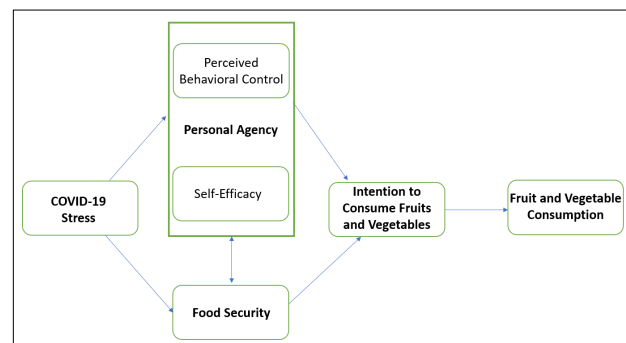 Perceived
Behavioral Control
Personal Agency
Self-Efficacy
COVID-19
Stress
Food Security
Intention to
Consume Fruits
and Vegetables
Fruit and Vegetable
Consumption